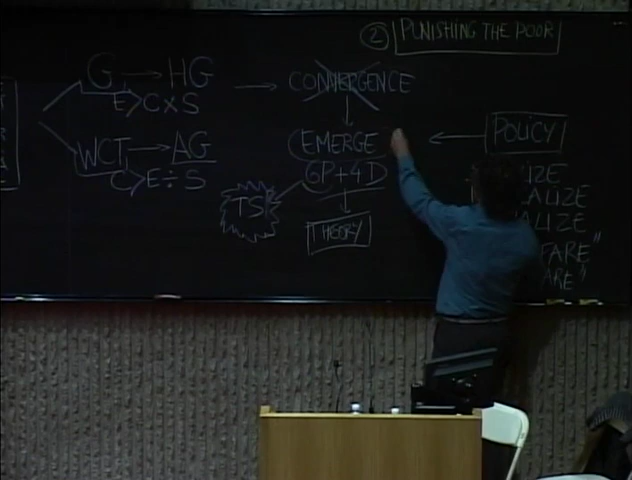 ② PUNISHING THE POOR
G → HG → CONVERGENCE
E > C × S
WCT → AG
C > E ÷ S
(EMERGE
6P + 4D
TS
THEORY
← POLICY
IZE
ALIZE
ALIZE
FARE"
ARE"